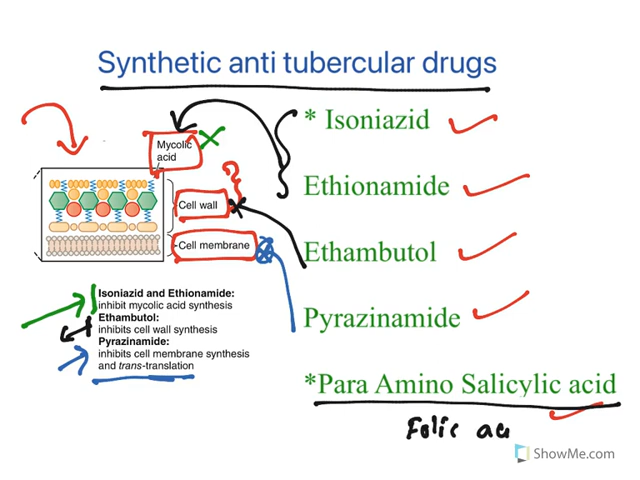 Synthetic anti tubercular drugs
* Isoniazid
Ethionamide
Ethambutol
Pyrazinamide
*Para Amino Salicylic acid
Folic ac
Mycolic
acid
Cell wall
Cell membrane
Isoniazid and Ethionamide:
inhibit mycolic acid synthesis
Ethambutol:
inhibits cell wall synthesis
Pyrazinamide:
inhibits cell membrane synthesis
and trans-translation
ShowMe.com